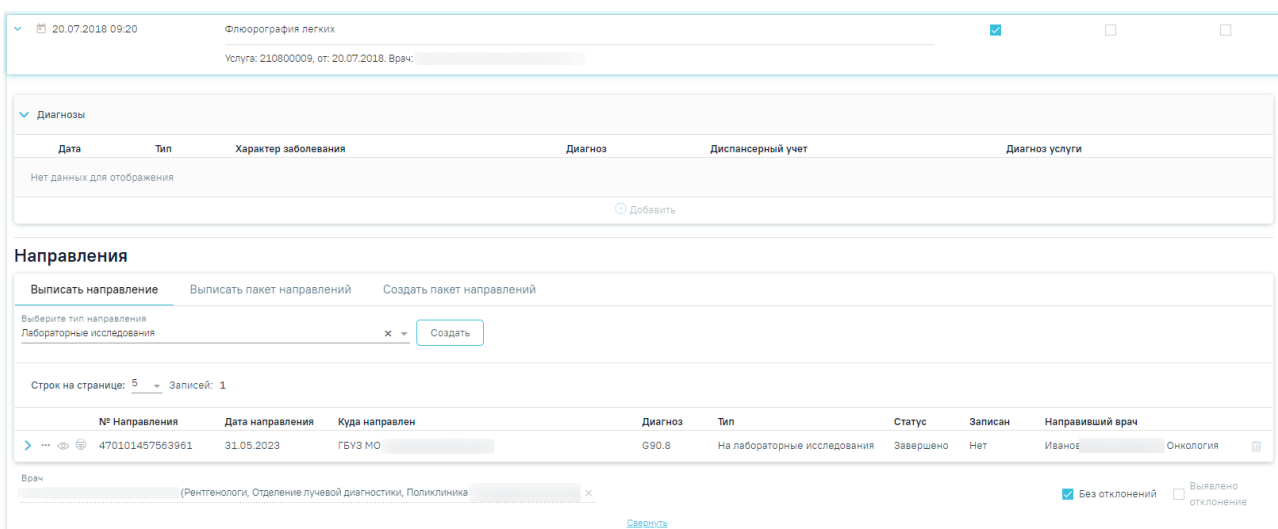 20.07.2018 09:20 Флюорография легких
Услуга: 210800009, от: 20.07.2018. Врач:
Диагнозы
Дата Тип Характер заболевания Диагноз Диспансерный учет Диагноз услуги
Нет данных для отображения
Добавить
Направления
Выписать направление Выписать пакет направлений Создать пакет направлений
Выберите тип направления
Лабораторные исследования Создать
Строк на странице: 5 Записей: 1
№ Направления Дата направления Куда направлен Диагноз Тип Статус Записан Направивший врач
470101457563961 31.05.2023 ГБУЗ МО G90.8 На лабораторные исследования Завершено Нет Иванов Онкология
Врач
(Рентгенологи, Отделение лучевой диагностики, Поликлиника
Без отклонений Выявлено
отклонение
Свернуть